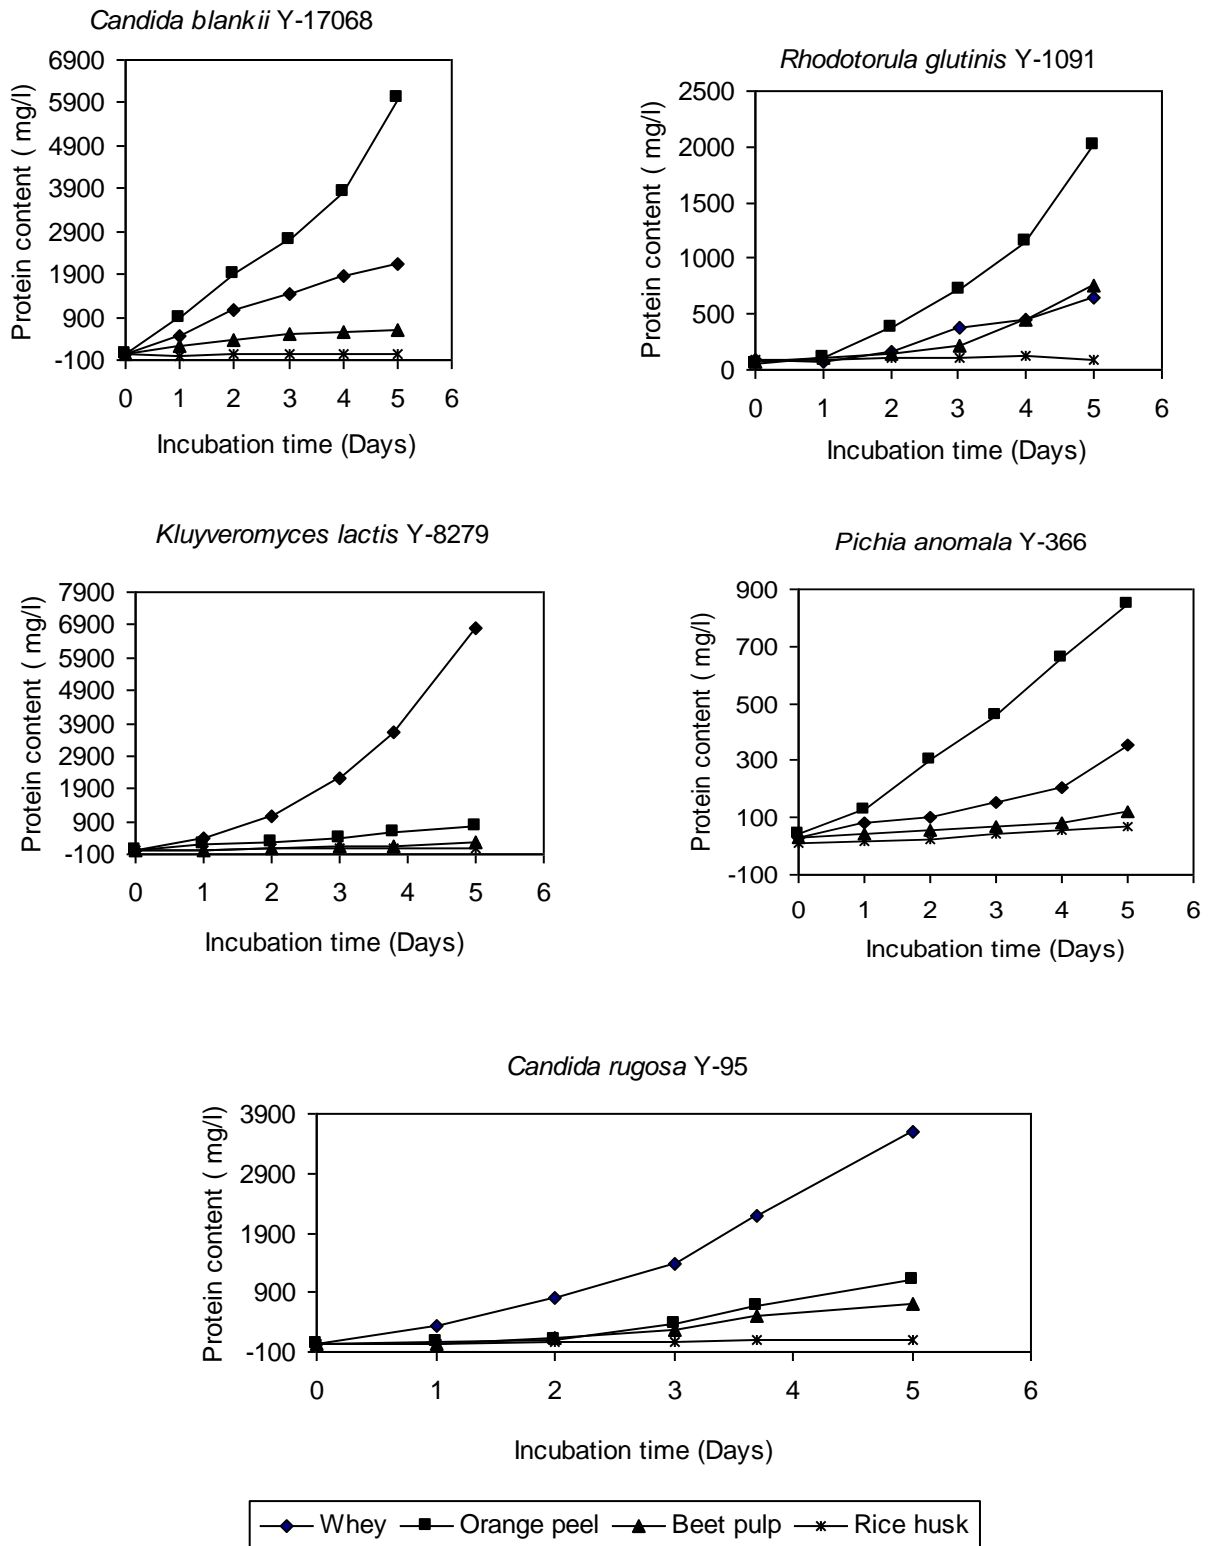 Candida blankii Y-17068
Protein content ( mg/l)
6900
5900
4900
3900
2900
1900
900
-100
0 1 2 3 4 5 6
Incubation time (Days)
Rhodotorula glutinis Y-1091
Protein content ( mg/l)
2500
2000
1500
1000
500
0
0 1 2 3 4 5 6
Incubation time (Days)
Kluyveromyces lactis Y-8279
Protein content ( mg/l)
7900
6900
5900
4900
3900
2900
1900
900
-100
0 1 2 3 4 5 6
Incubation time (Days)
Pichia anomala Y-366
Protein content ( mg/l)
900
700
500
300
100
-100
0 1 2 3 4 5 6
Incubation time (Days)
Candida rugosa Y-95
Protein content ( mg/l)
3900
2900
1900
900
-100
0 1 2 3 4 5 6
Incubation time (Days)
Whey Orange peel Beet pulp Rice husk